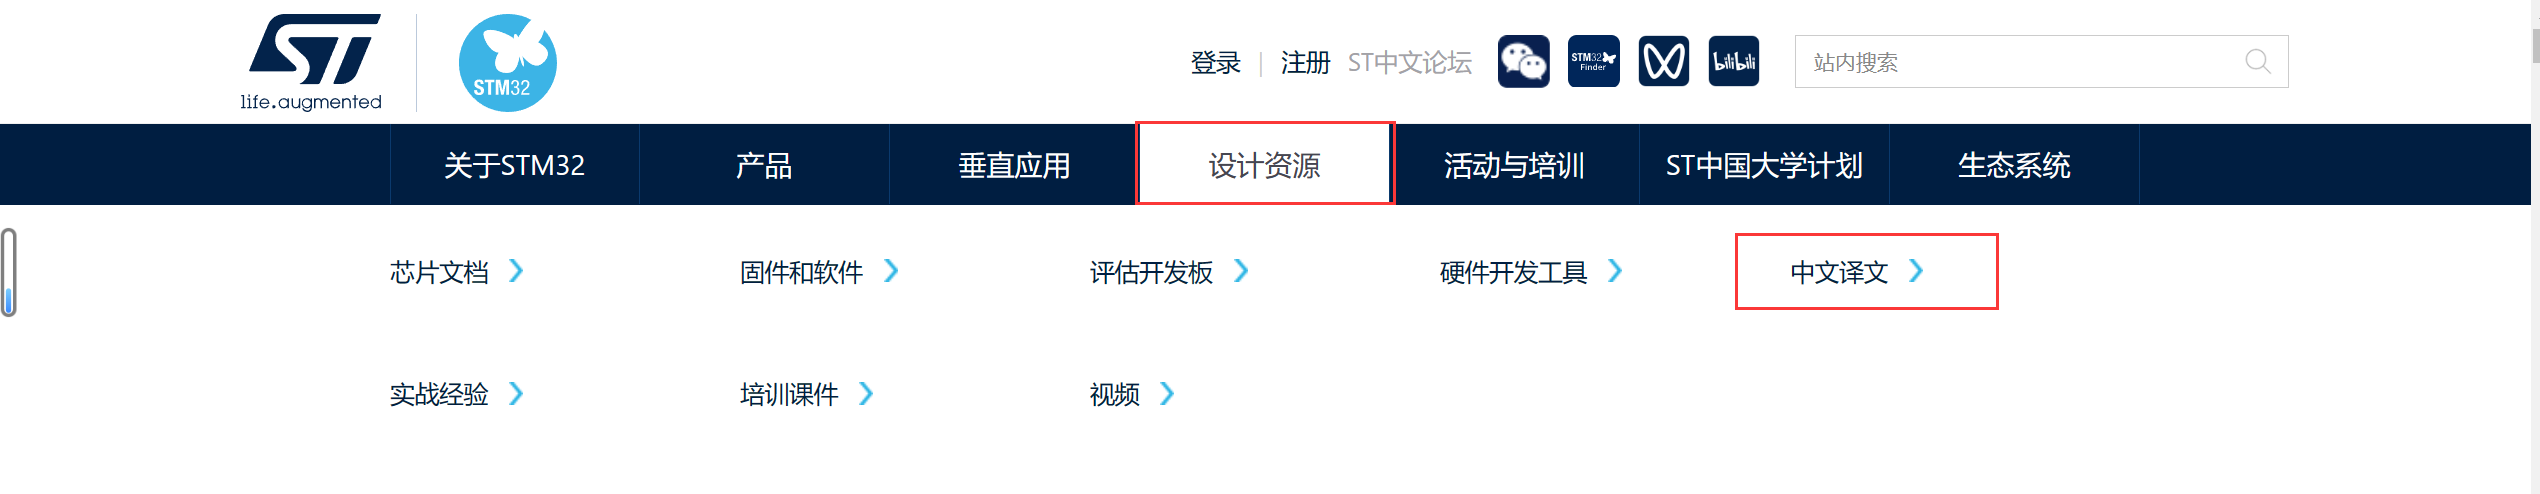 ST
life.augmented
STM32
登录 | 注册 ST中文论坛
STM32
Finder
bilibili
站内搜索
关于STM32 产品 垂直应用 设计资源 活动与培训 ST中国大学计划 生态系统
芯片文档 固件和软件 评估开发板 硬件开发工具 中文译文
实战经验 培训课件 视频